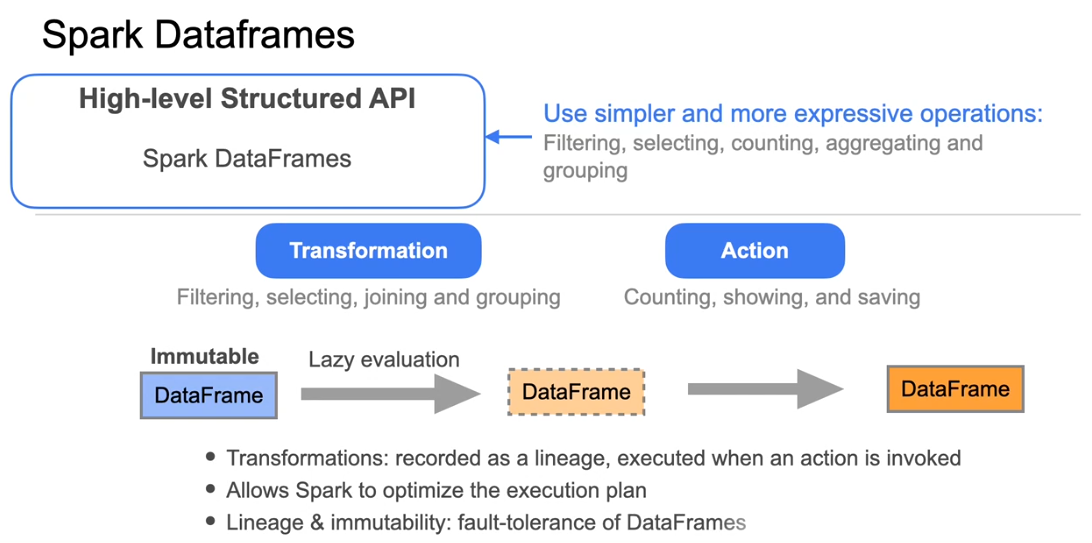 Spark Dataframes
High-level Structured API
Spark DataFrames
Use simpler and more expressive operations:
Filtering, selecting, counting, aggregating and
grouping
Transformation
Action
Filtering, selecting, joining and grouping
Counting, showing, and saving
Immutable
Lazy evaluation
DataFrame
DataFrame
DataFrame
• Transformations: recorded as a lineage, executed when an action is invoked
• Allows Spark to optimize the execution plan
• Lineage & immutability: fault-tolerance of DataFrames